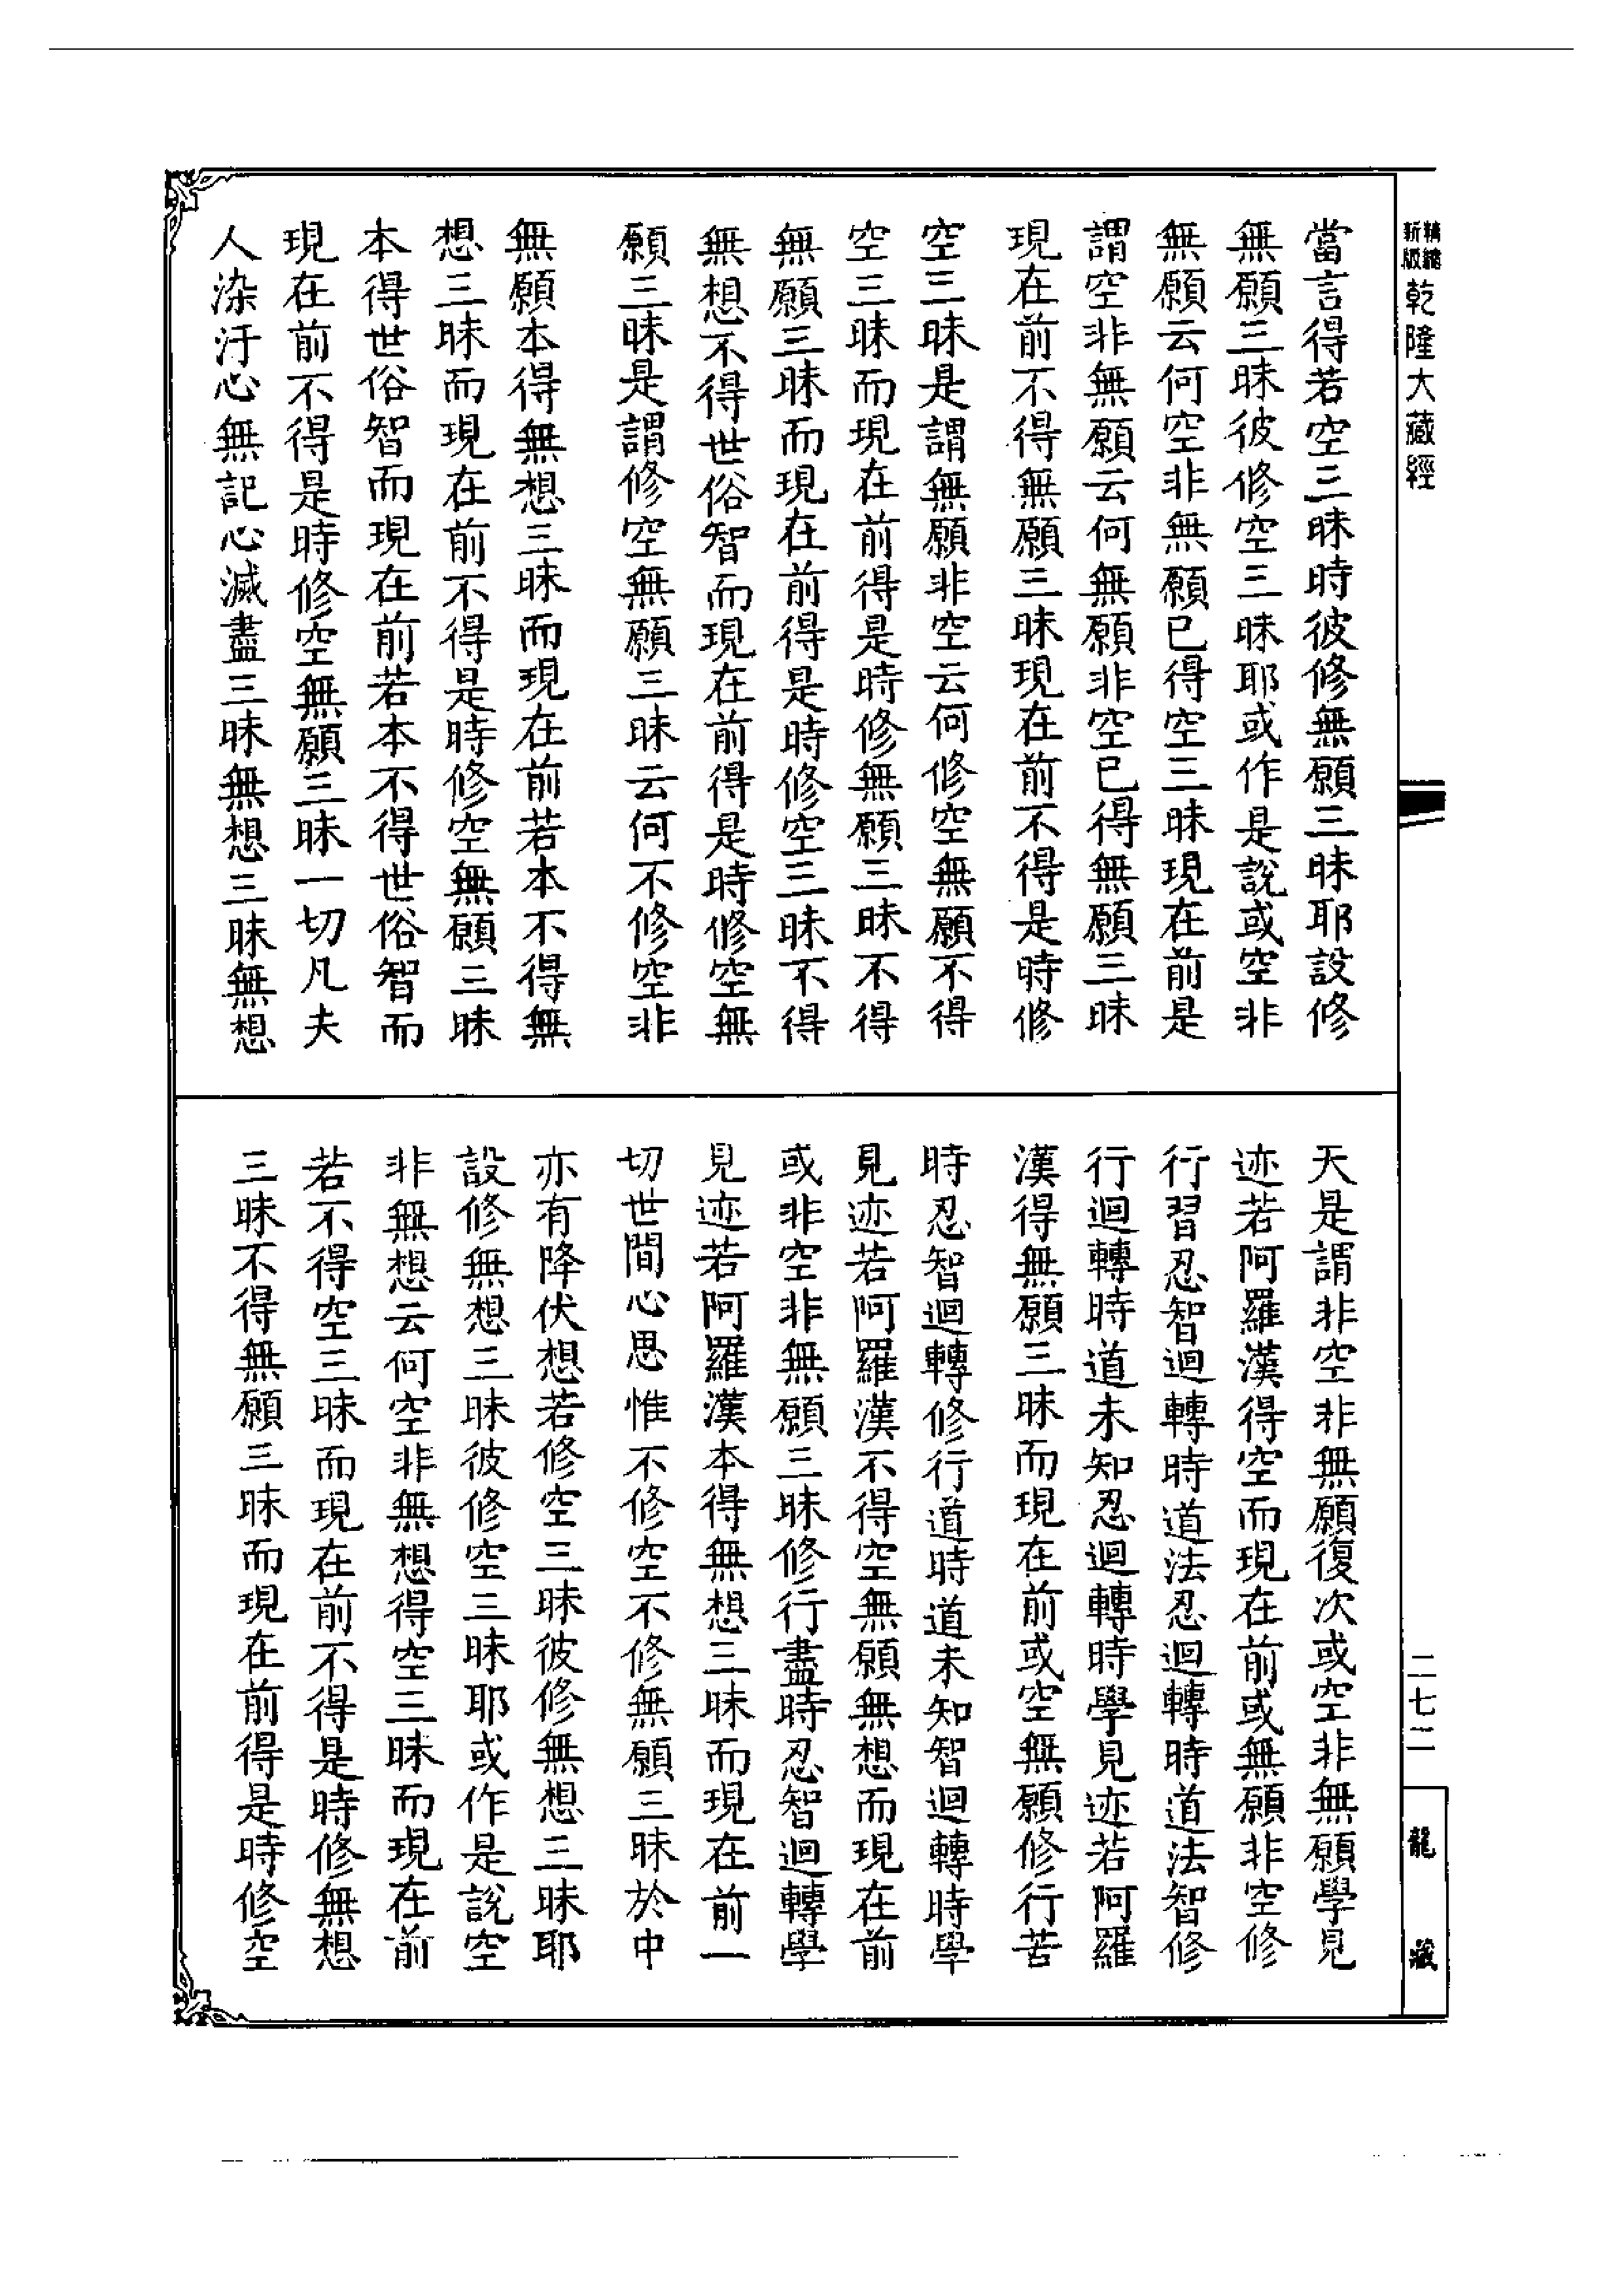 精縮新版乾隆大藏經
當言得若空三昧時彼修無願三昧耶設修
無願三昧彼修空三昧耶或作是說或空非
無願云何空非無願已得空三昧現在前是
謂空非無願云何無願非空已得無願三昧
現在前不得無願三昧現在前不得是時修
空三昧是謂無願非空云何修空無願不得
空三昧而現在前得是時修無願三昧不得
無願三昧而現在前得是時修空三昧不得
無想不得世俗智而現在前得是時修空無
願三昧是謂修空無願三昧云何不修空非
無願本得無想三昧而現在前若本不得無
想三昧而現在前不得是時修空無願三昧
本得世俗智而現在前若本不得世俗智而
現在前不得是時修空無願三昧一切凡夫
人染汙心無記心滅盡三昧無想三昧無想
天是謂非空非無願復次或空非無願學見
迹若阿羅漢得空而現在前或無願非空修
行習忍智迴轉時道法忍迴轉時道法智修
行迴轉時道未知忍迴轉時學見迹若阿羅
漢得無願三昧而現在前或空無願修行苦
時忍智迴轉修行道時道未知智迴轉時學
見迹若阿羅漢不得空無願無想而現在前
或非空非無願三昧修行盡時忍智迴轉學
見迹若阿羅漢本得無想三昧而現在前一
切世間心思惟不修空不修無願三昧於中
亦有降伏想若修空三昧彼修無想三昧耶
設修無想三昧彼修空三昧耶或作是說空
非無想云何空非無想得空三昧而現在前
若不得空三昧而現在前不得是時修無想
三昧不得無願三昧而現在前得是時修空
二七二
龍藏